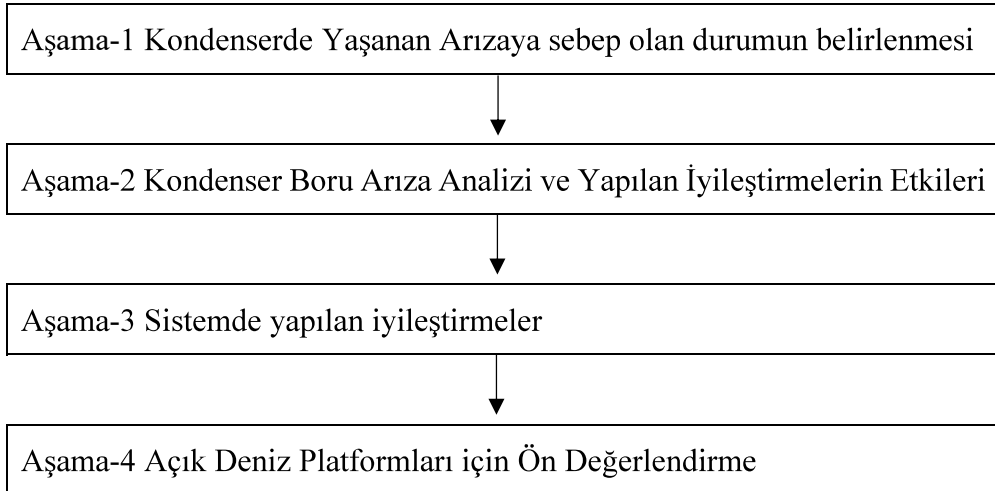 Aşama-1 Kondenserde Yaşanan Arızaya sebep olan durumun belirlenmesi
Aşama-2 Kondenser Boru Arıza Analizi ve Yapılan İyileştirmelerin Etkileri
Aşama-3 Sistemde yapılan iyileştirmeler
Aşama-4 Açık Deniz Platformları için Ön Değerlendirme